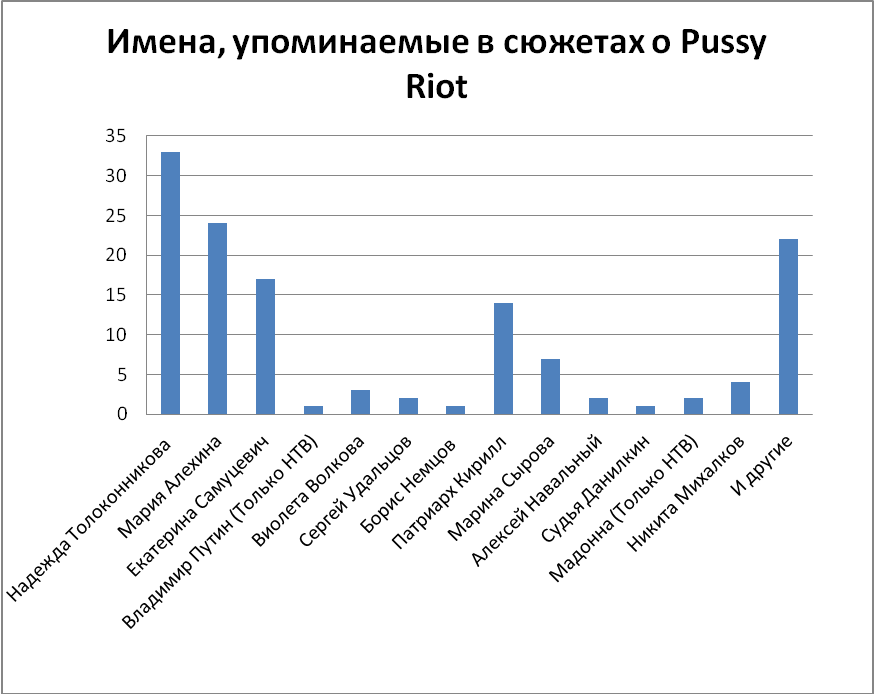 Имена, упоминаемые в сюжетах о Pussy
Riot
35
30
25
20
15
10
5
0
Надежда Толоконникова
Мария Алехина
Екатерина Самуцевич
Владимир Путин (Только НТВ)
Виолета Волкова
Сергей Удальцов
Борис Немцов
Патриарх Кирилл
Марина Сырова
Алексей Навальный
Судья Данилкин
Мадонна (Только НТВ)
Никита Михалков
И другие